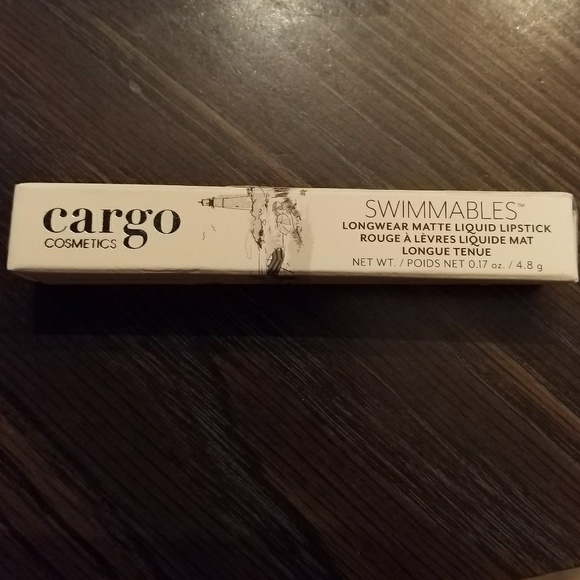 cargo
COSMETICS
SWIMMABLES™
LONGWEAR MATTE LIQUID LIPSTICK
ROUGE À LÈVRES LIQUIDE MAT
LONGUE TENUE
NET WT. / POIDS NET 0.17 oz. / 4.8 g